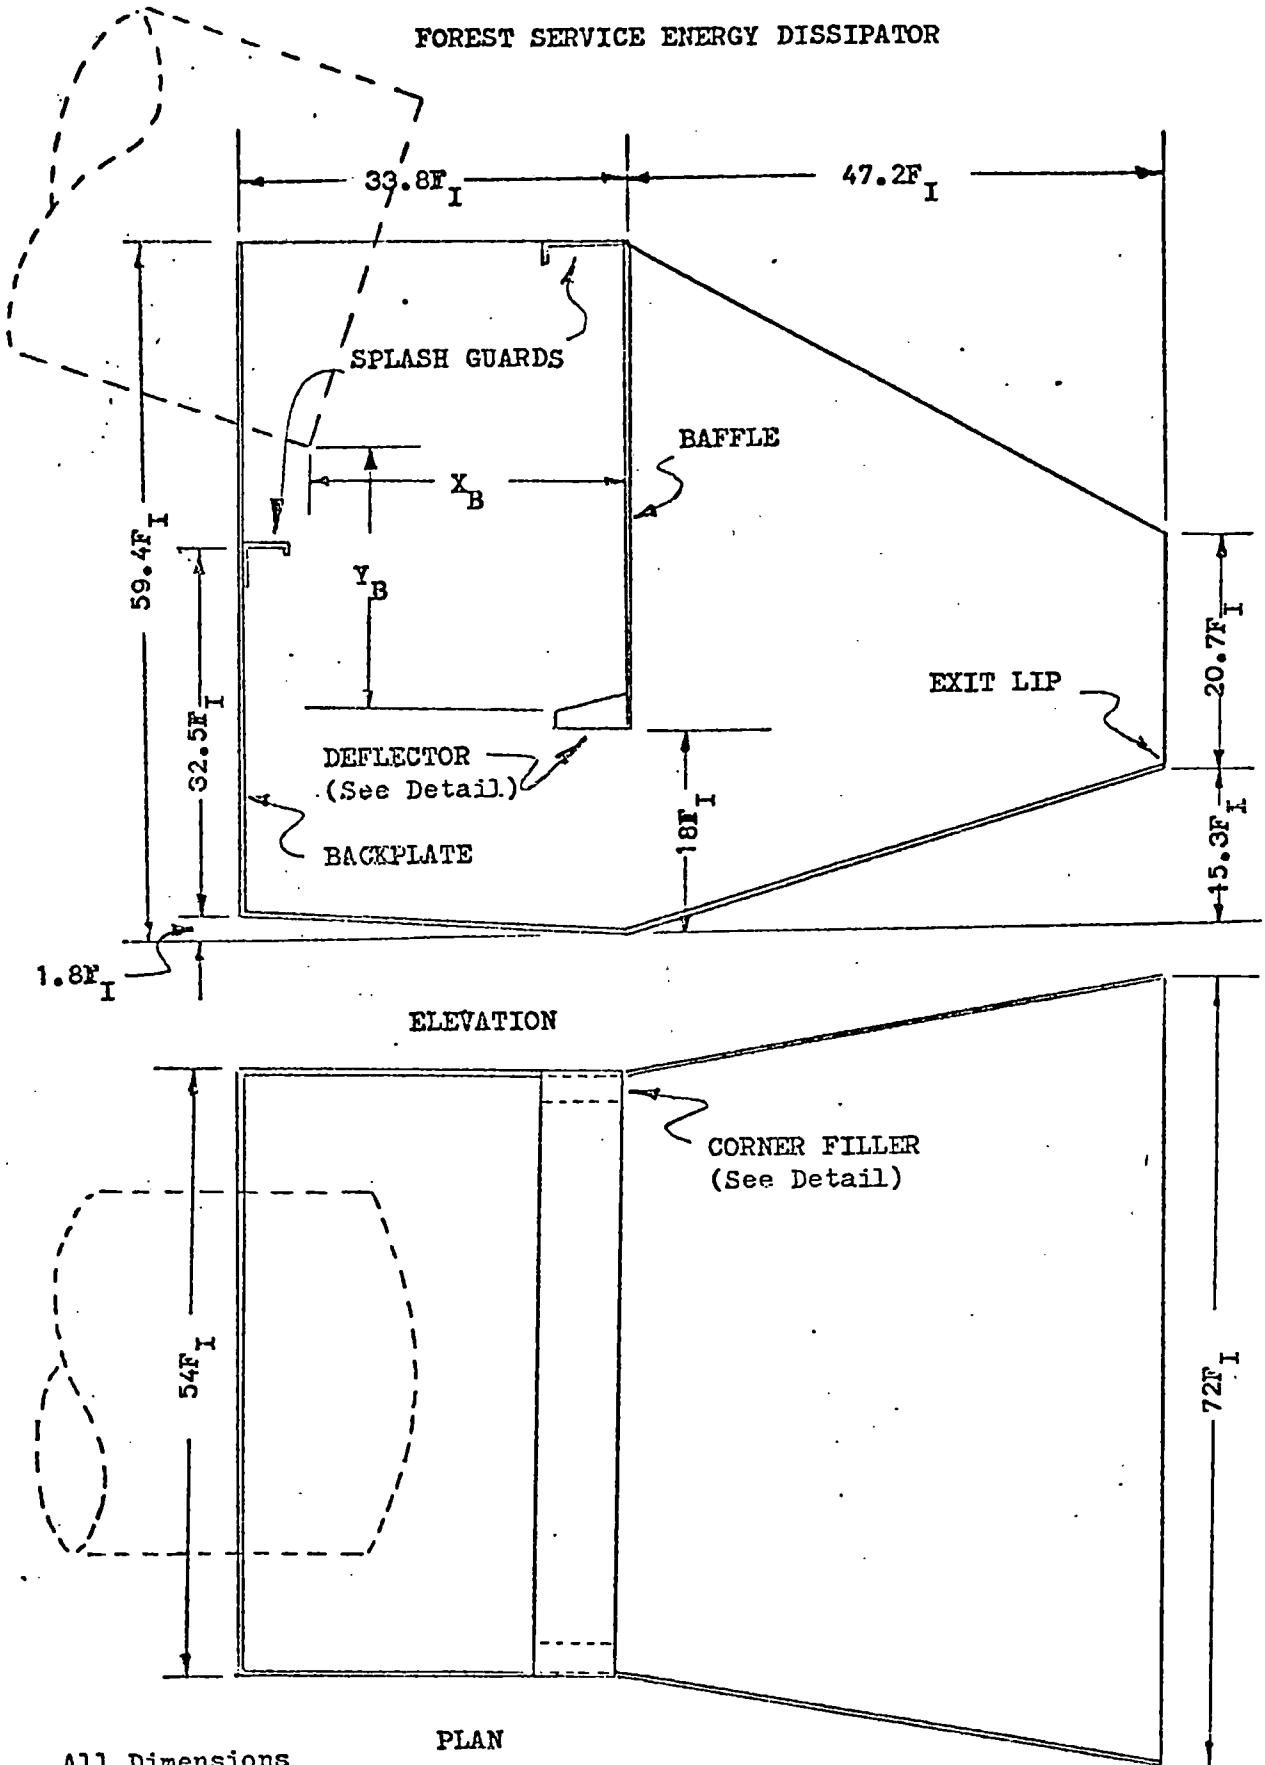 FOREST SERVICE ENERGY DISSIPATOR
33.8F_I
47.2F_I
SPLASH GUARDS
BAFFLE
X_B
59.4F_I
Y_B
32.5F_I
20.7F_I
EXIT LIP
DEFLECTOR
(See Detail)
18F_I
15.3F_I
BACKPLATE
1.8F_I
ELEVATION
CORNER FILLER
(See Detail)
54F_I
72F_I
PLAN
All Dimensions